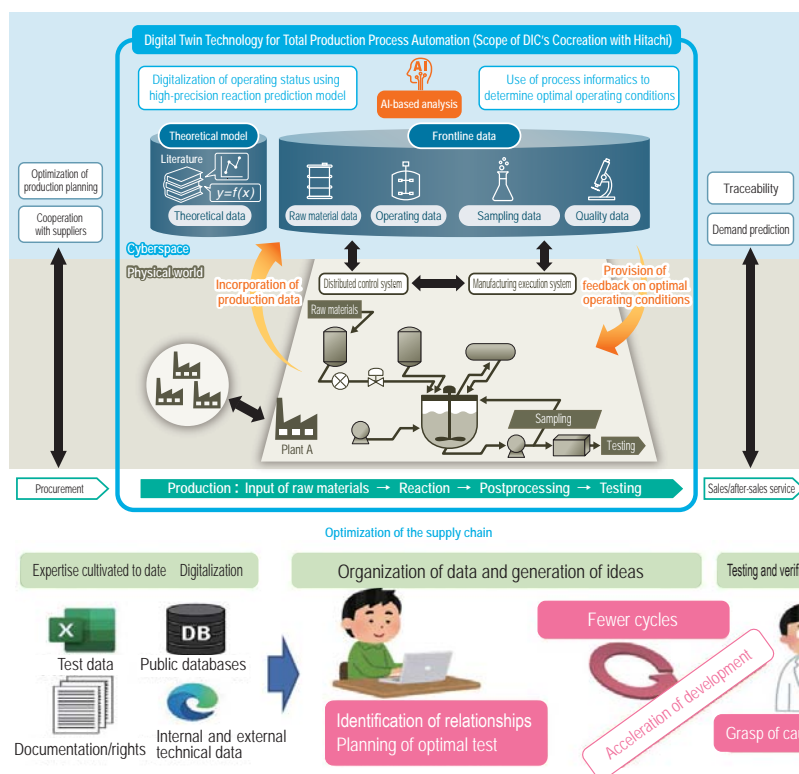 Digital Twin Technology for Total Production Process Automation (Scope of DIC's Cocreation with Hitachi)
Digitalization of operating status using
high-precision reaction prediction model
AI
AI-based analysis
Use of process informatics to
determine optimal operating conditions
Theoretical model
Literature
y=f(x)
Theoretical data
Frontline data
Raw material data
Operating data
Sampling data
Quality data
Optimization of
production planning
Cooperation
with suppliers
Traceability
Demand prediction
Cyberspace
Physical world
Incorporation of
production data
Distributed control system
Manufacturing execution system
Provision of
feedback on optimal
operating conditions
Raw materials
Sampling
Testing
Plant A
Procurement
Production : Input of raw materials → Reaction → Postprocessing → Testing
Sales/after-sales service
Optimization of the supply chain
Expertise cultivated to date Digitalization
Organization of data and generation of ideas
Testing and verif
X
Test data
DB
Public databases
Documentation/rights
Internal and external
technical data
Fewer cycles
Identification of relationships
Planning of optimal test
Acceleration of development
Grasp of cau